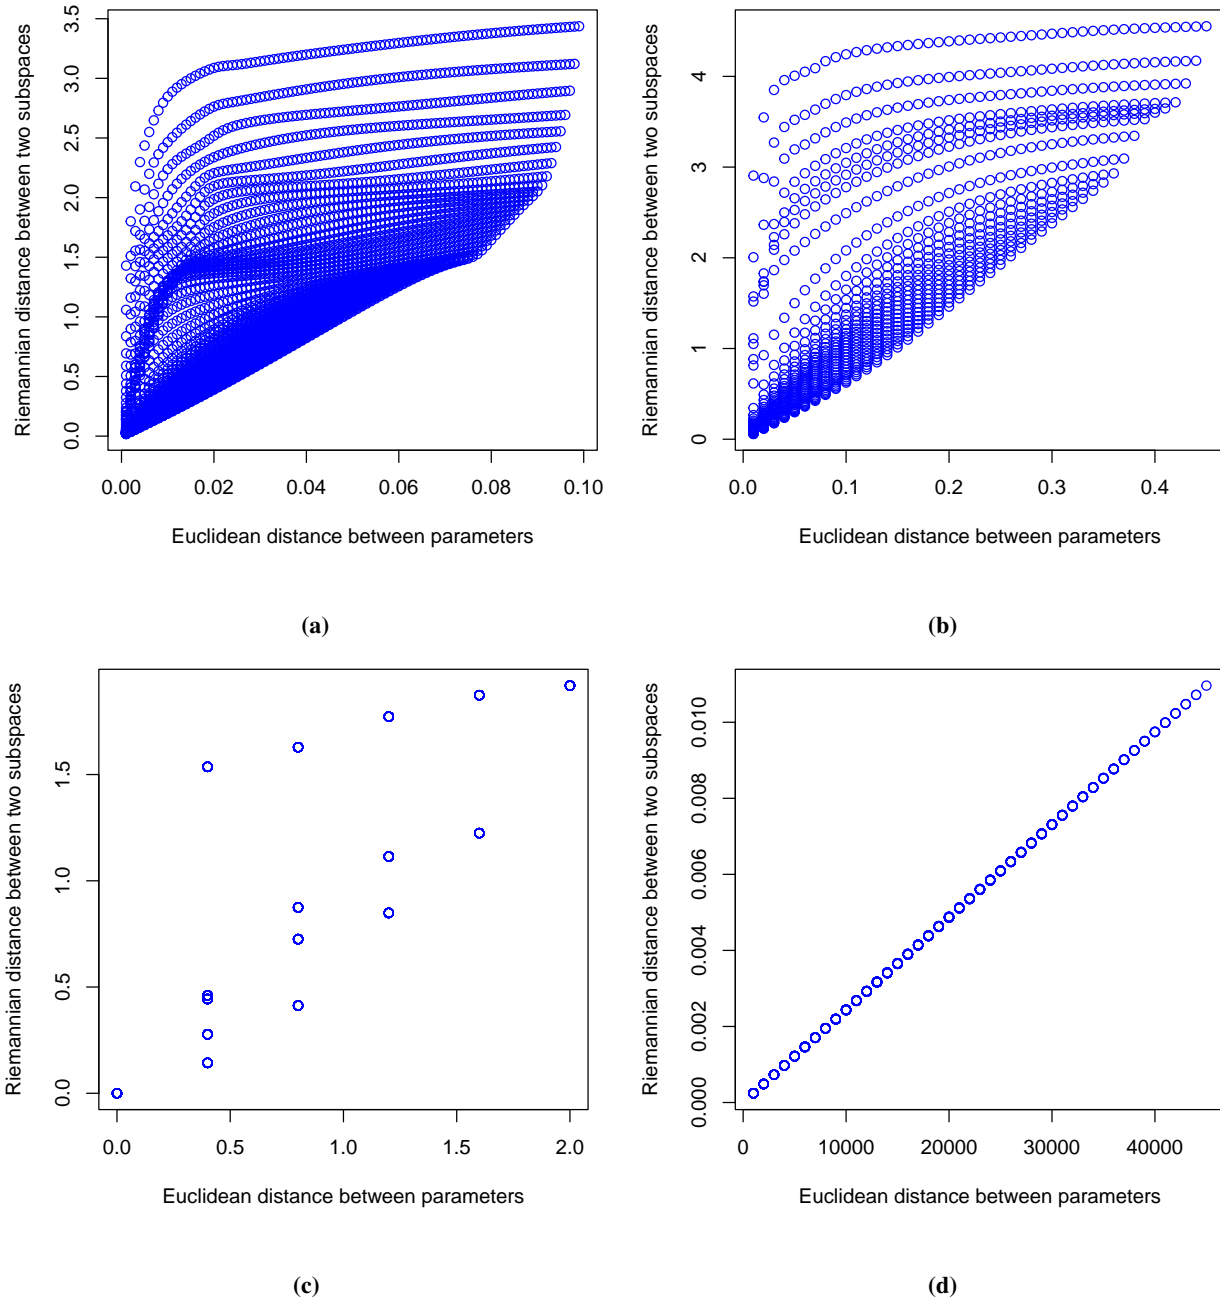 Riemannian distance between two subspaces
0.0 0.5 1.0 1.5 2.0 2.5 3.0 3.5
0.00 0.02 0.04 0.06 0.08 0.10
Euclidean distance between parameters
(a)
Riemannian distance between two subspaces
0 1 2 3 4
0.0 0.1 0.2 0.3 0.4
Euclidean distance between parameters
(b)
Riemannian distance between two subspaces
0.0 0.5 1.0 1.5
0.0 0.5 1.0 1.5 2.0
Euclidean distance between parameters
(c)
Riemannian distance between two subspaces
0.000 0.002 0.004 0.006 0.008 0.010
0 10000 20000 30000 40000
Euclidean distance between parameters
(d)